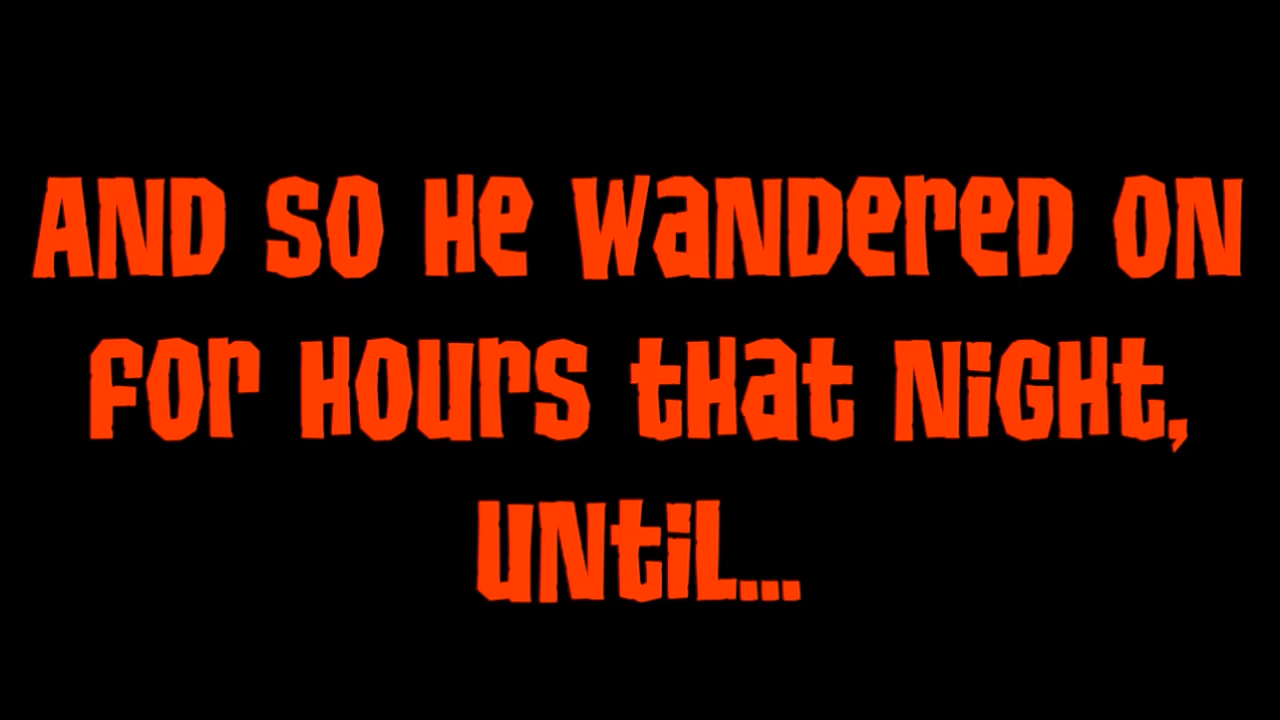 AND SO HE WANDERED ON
FOR HOURS THAT NIGHT,
UNTIL...